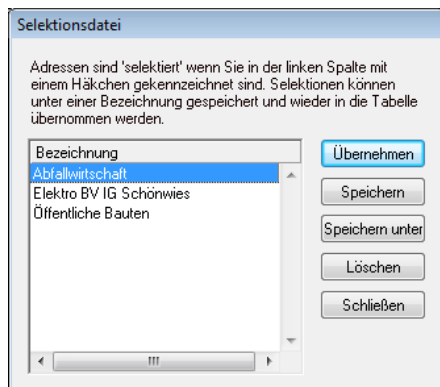 Selektionsdatei
Adressen sind 'selektiert' wenn Sie in der linken Spalte mit
einem Häkchen gekennzeichnet sind. Selektionen können
unter einer Bezeichnung gespeichert und wieder in die Tabelle
übernommen werden.
Bezeichnung
Abfallwirtschaft
Elektro BV IG Schönwies
Öffentliche Bauten
Übernehmen
Speichern
Speichern unter
Löschen
Schließen